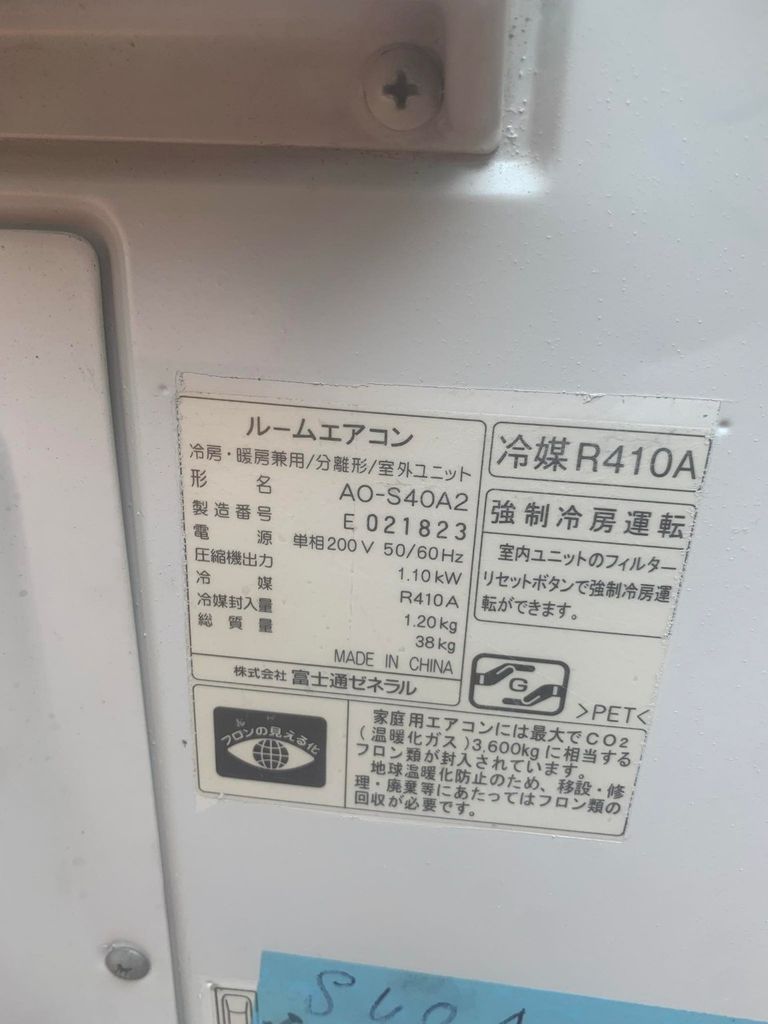 ルームエアコン
冷房・暖房兼用/分離形/室外ユニット
形名 AO-S40A2
製造番号 E 021823
電源 単相200V 50/60Hz
圧縮機出力 1.10kW
冷媒 R410A
冷媒封入量 1.20kg
総質量 38kg
MADE IN CHINA
株式会社 富士通ゼネラル
冷媒R410A
強制冷房運転
室内ユニットのフィルター
リセットボタンで強制冷房運
転ができます。
G
>PET<
フロンの見える化
家庭用エアコンには最大でCO2
(温暖化ガス)3,600kgに相当する
フロン類が封入されています。
地球温暖化防止のため、移設・修
理・廃棄等にあたってはフロン類の
回収が必要です。